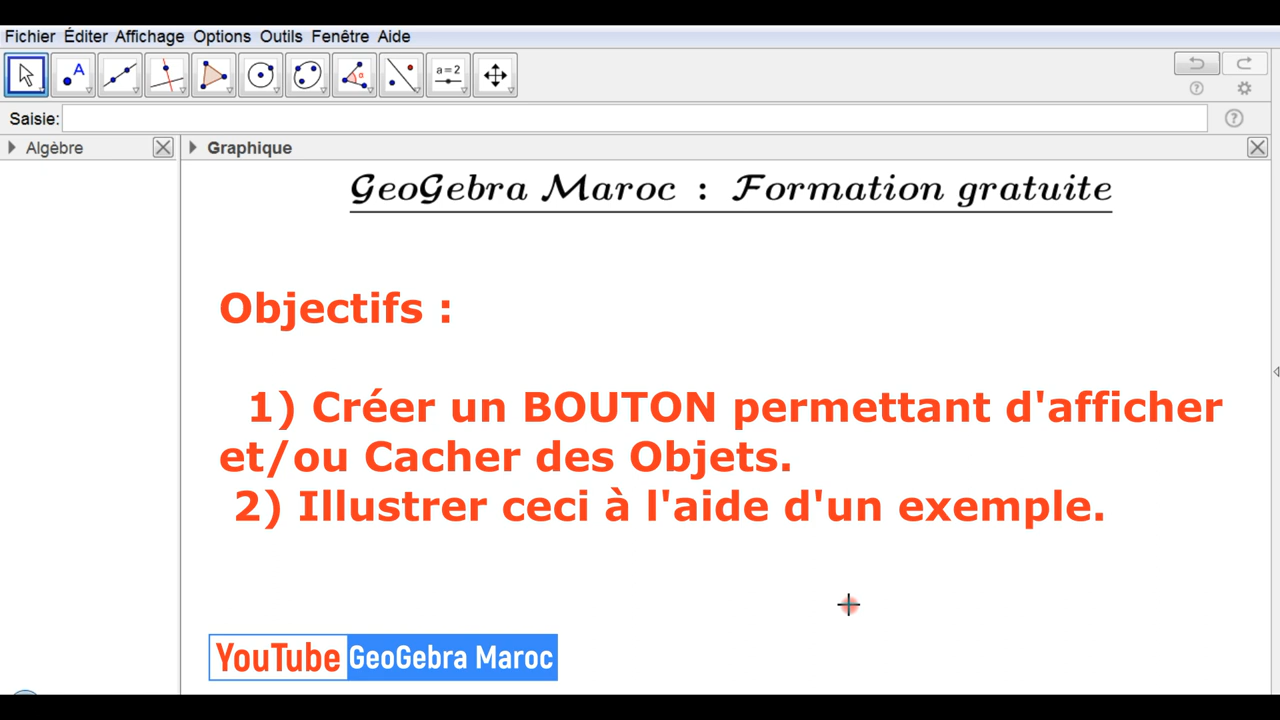 Fichier Éditer Affichage Options Outils Fenêtre Aide
A
α
a=2
Saisie:
Algèbre
Graphique
GeoGebra Maroc : Formation gratuite
Objectifs :
1) Créer un BOUTON permettant d'afficher
et/ou Cacher des Objets.
2) Illustrer ceci à l'aide d'un exemple.
YouTube GeoGebra Maroc